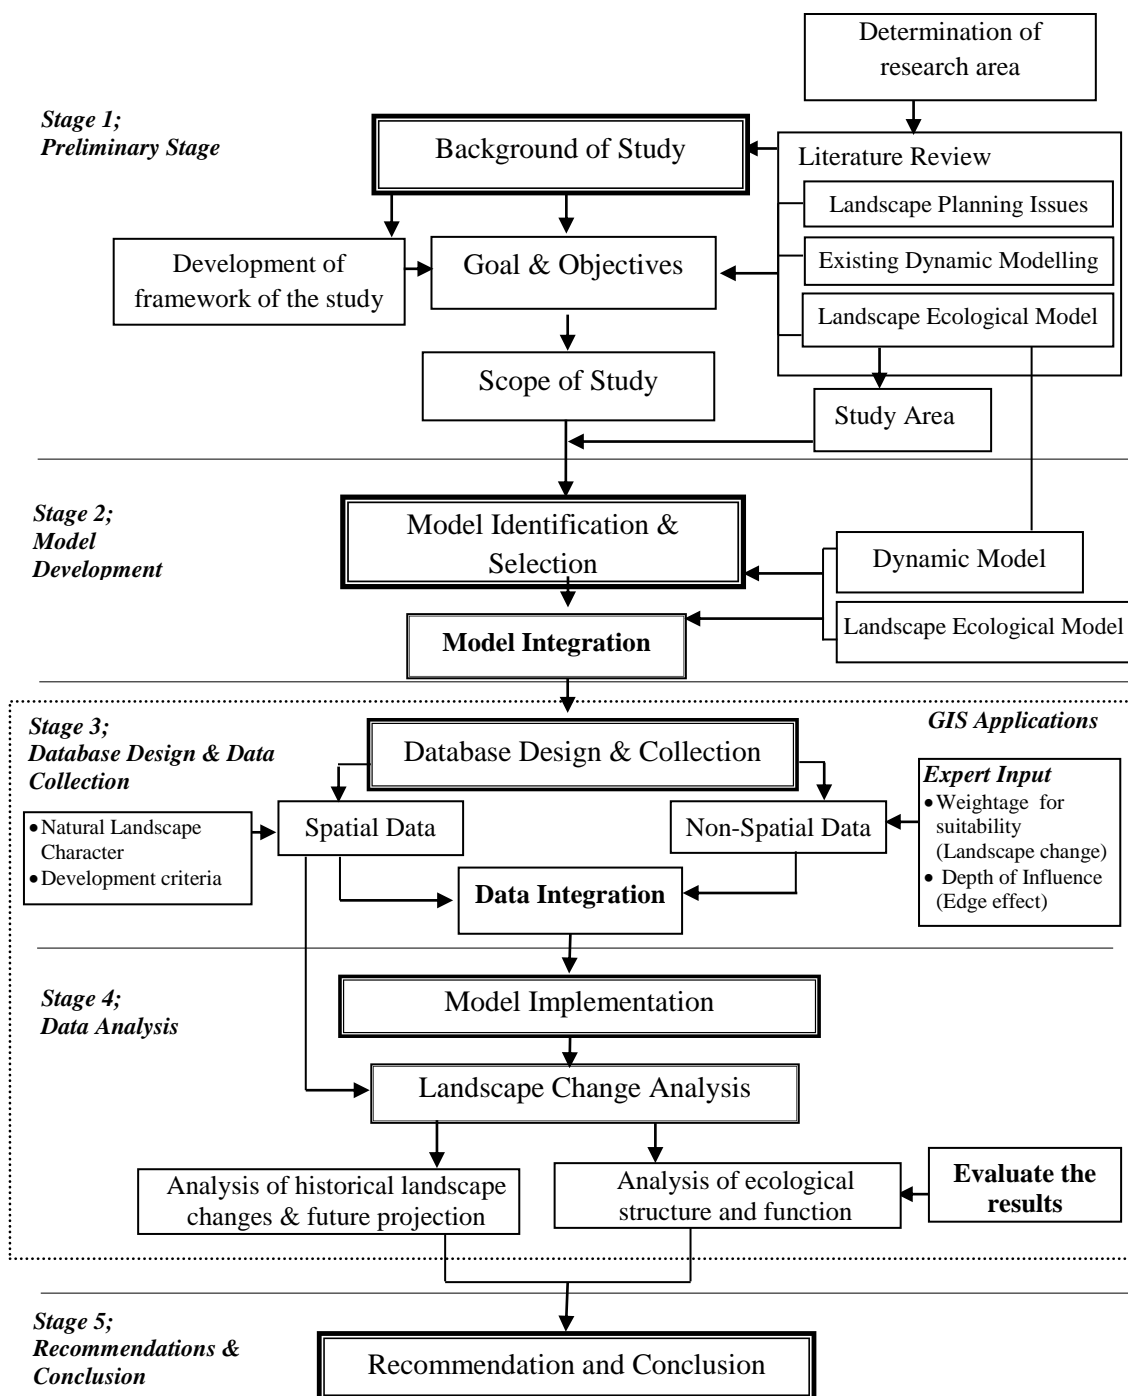 Determination of
research area
Stage 1;
Preliminary Stage
Background of Study
Literature Review
Landscape Planning Issues
Existing Dynamic Modelling
Landscape Ecological Model
Development of
framework of the study
Goal & Objectives
Scope of Study
Study Area
Stage 2;
Model
Development
Model Identification &
Selection
Dynamic Model
Model Integration
Landscape Ecological Model
Stage 3;
Database Design & Data
Collection
GIS Applications
Database Design & Collection
Expert Input
•Weightage for
suitability
(Landscape change)
• Depth of Influence
(Edge effect)
•Natural Landscape
Character
•Development criteria
Spatial Data
Non-Spatial Data
Data Integration
Stage 4;
Data Analysis
Model Implementation
Landscape Change Analysis
Analysis of historical landscape
changes & future projection
Analysis of ecological
structure and function
Evaluate the
results
Stage 5;
Recommendations &
Conclusion
Recommendation and Conclusion